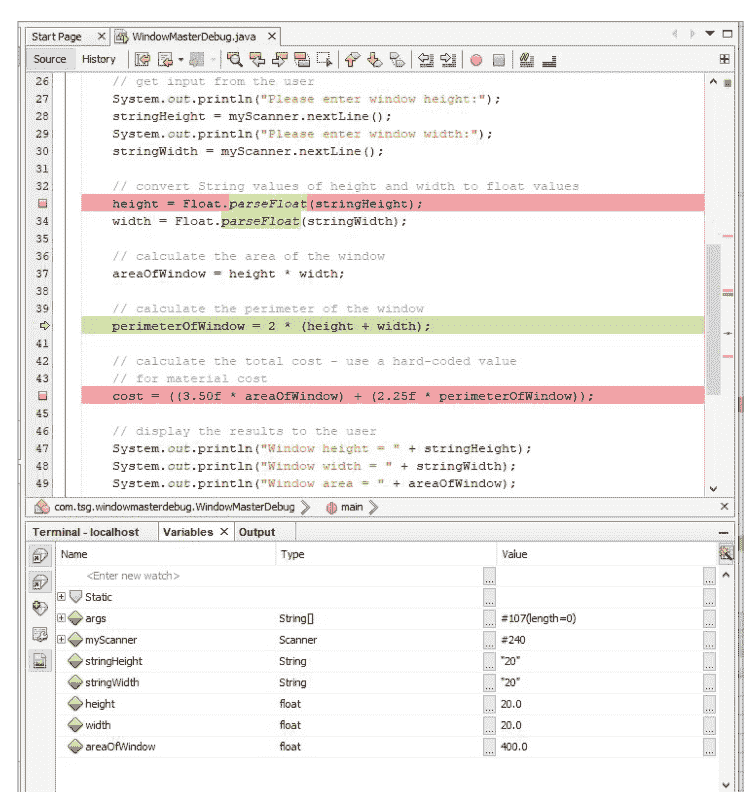 Start Page WindowMasterDebug.java
Source History
26 // get input from the user
27 System.out.println("Please enter window height:");
28 stringHeight = myScanner.nextLine();
29 System.out.println("Please enter window width:");
30 stringWidth = myScanner.nextLine();
31
32 // convert String values of height and width to float values
height = Float.parseFloat(stringHeight);
34 width = Float.parseFloat(stringWidth);
35
36 // calculate the area of the window
37 areaOfWindow = height * width;
38
39 // calculate the perimeter of the window
perimeterOfWindow = 2 * (height + width);
41
42 // calculate the total cost - use a hard-coded value
43 // for material cost
cost = ((3.50f * areaOfWindow) + (2.25f * perimeterOfWindow));
45
46 // display the results to the user
47 System.out.println("Window height = " + stringHeight);
48 System.out.println("Window width = " + stringWidth);
49 System.out.println("Window area = " + areaOfWindow);
com.tsg.windowmasterdebug.WindowMasterDebug main
Terminal - localhost Variables Output
Name Type Value
<Enter new watch> ... ...
Static ... ...
args String[] ... #107(length=0) ...
myScanner Scanner ... #240 ...
stringHeight String ... "20" ...
stringWidth String ... "20" ...
height float ... 20.0 ...
width float ... 20.0 ...
areaOfWindow float ... 400.0 ...